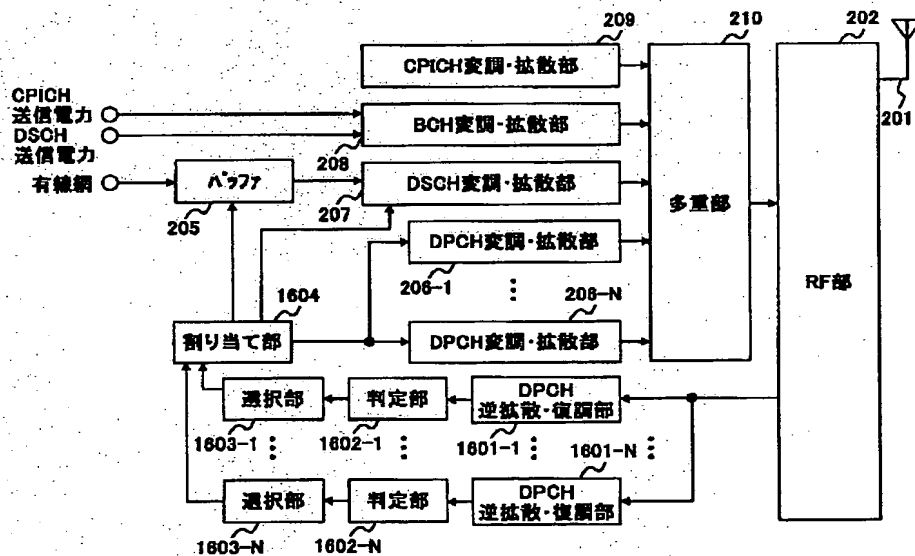 209
210
202
CPICH変調・拡散部
CPICH
送信電力
DSCH
送信電力
BCH変調・拡散部
208
201
有線網
バッファ
205
DSCH変調・拡散部
207
多重部
DPCH変調・拡散部
206-1
RF部
1604
206-N
割り当て部
DPCH変調・拡散部
選択部
1603-1
判定部
1602-1
DPCH
逆拡散・復調部
1601-1
1601-N
選択部
1603-N
判定部
1602-N
DPCH
逆拡散・復調部